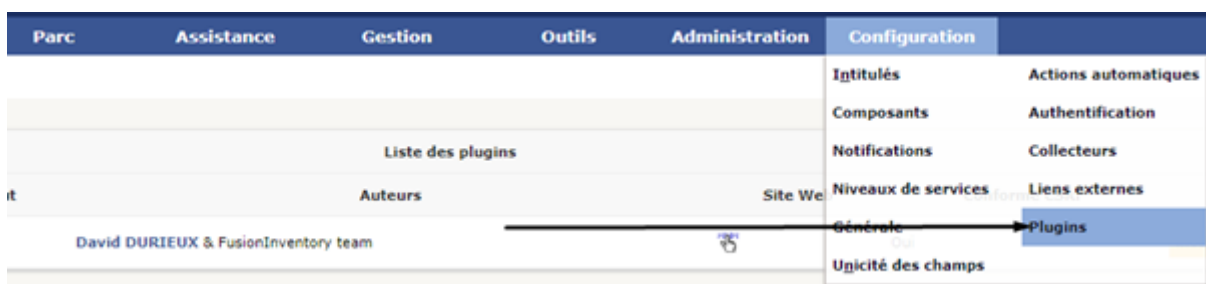 Parc Assistance Gestion Outils Administration Configuration
Intitulés Actions automatiques
Composants Authentification
Liste des plugins Notifications Collecteurs
Auteurs Site We Niveaux de services Liens externes
David DURIEUX & FusionInventory team Générale Oui Plugins
Unicité des champs